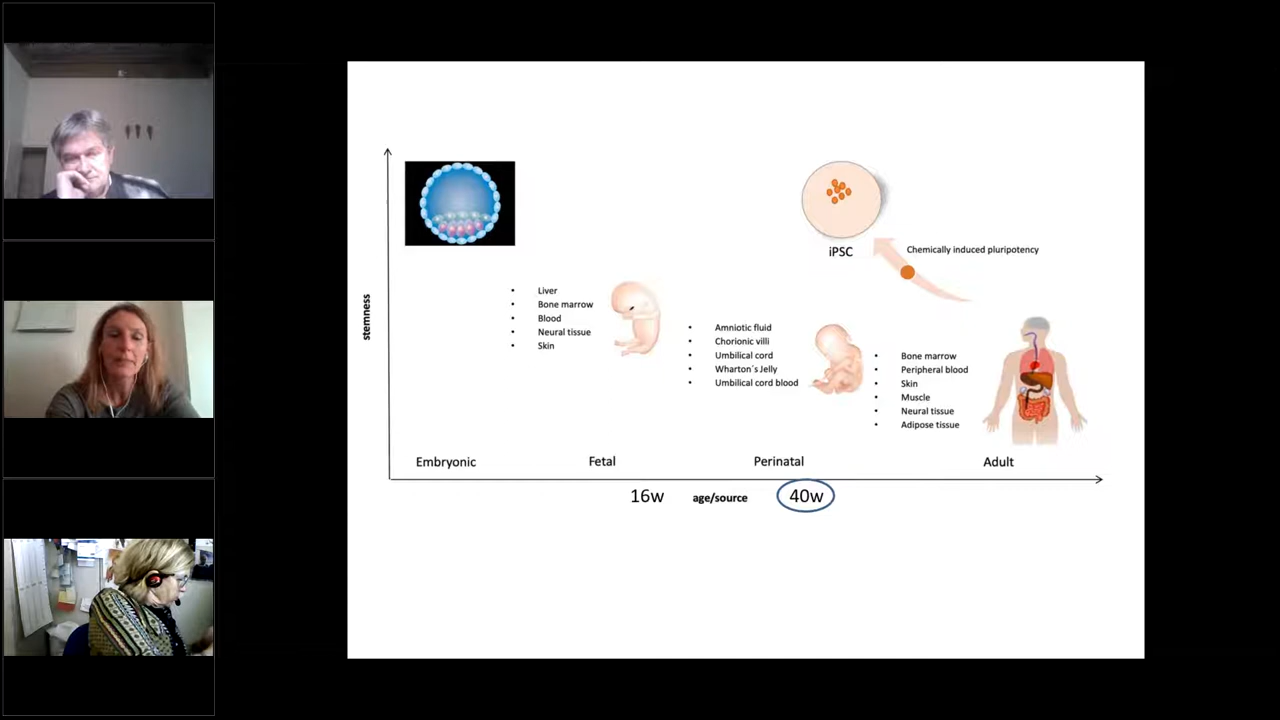 iPSC
Chemically induced pluripotency
stemness
• Liver
• Bone marrow
• Blood
• Neural tissue
• Skin
• Amniotic fluid
• Chorionic villi
• Umbilical cord
• Wharton´s Jelly
• Umbilical cord blood
• Bone marrow
• Peripheral blood
• Skin
• Muscle
• Neural tissue
• Adipose tissue
Embryonic Fetal Perinatal Adult
16w age/source 40w